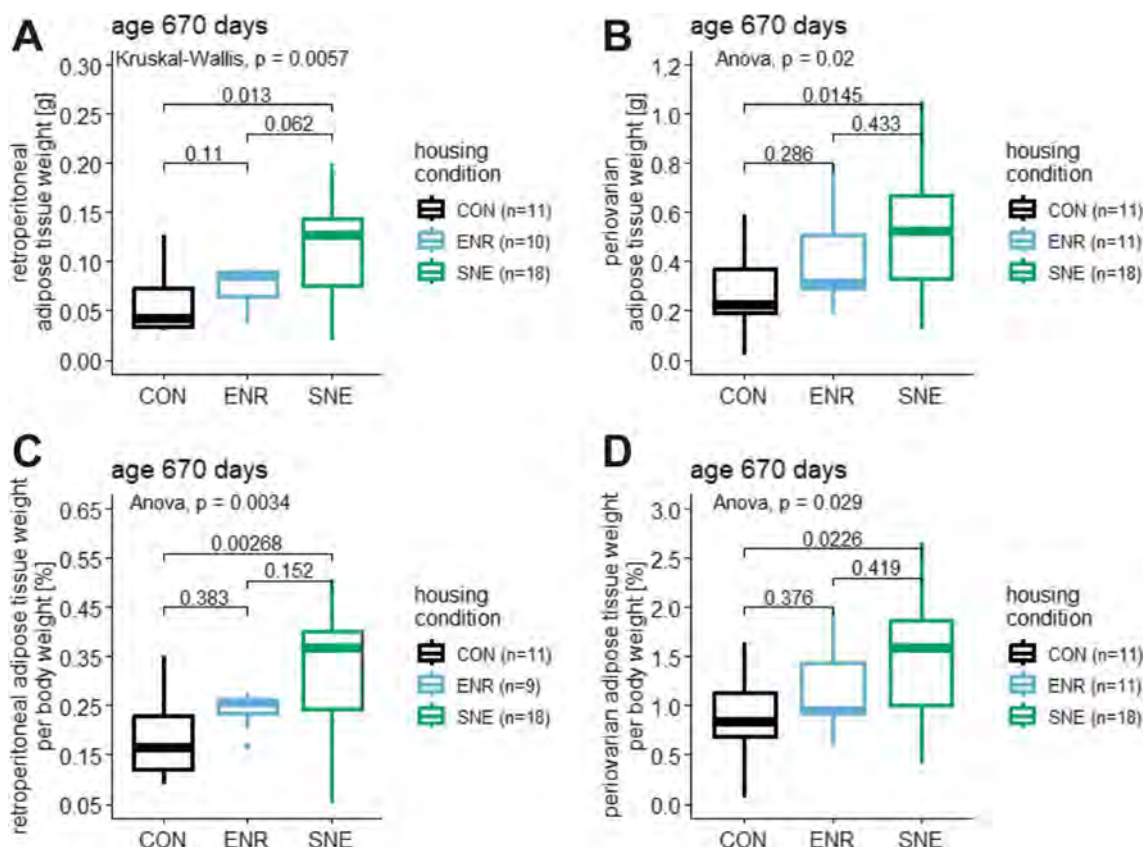 A
age 670 days
Kruskal-Wallis, p = 0.0057
retroperitoneal
adipose tissue weight [g]
0.30
0.25
0.20
0.15
0.10
0.05
0.00
0.013
0.062
0.11
CON
ENR
SNE
housing
condition
CON (n=11)
ENR (n=10)
SNE (n=18)
B
age 670 days
Anova, p = 0.02
periovarian
adipose tissue weight [g]
1.2
1.0
0.8
0.6
0.4
0.2
0.0
0.0145
0.433
0.286
CON
ENR
SNE
housing
condition
CON (n=11)
ENR (n=11)
SNE (n=18)
C
age 670 days
Anova, p = 0.0034
retroperitoneal adipose tissue weight
per body weight [%]
0.65
0.55
0.45
0.35
0.25
0.15
0.05
0.00268
0.152
0.383
CON
ENR
SNE
housing
condition
CON (n=11)
ENR (n=9)
SNE (n=18)
D
age 670 days
Anova, p = 0.029
periovarian adipose tissue weight
per body weight [%]
3.0
2.5
2.0
1.5
1.0
0.5
0.0
0.0226
0.419
0.376
CON
ENR
SNE
housing
condition
CON (n=11)
ENR (n=11)
SNE (n=18)